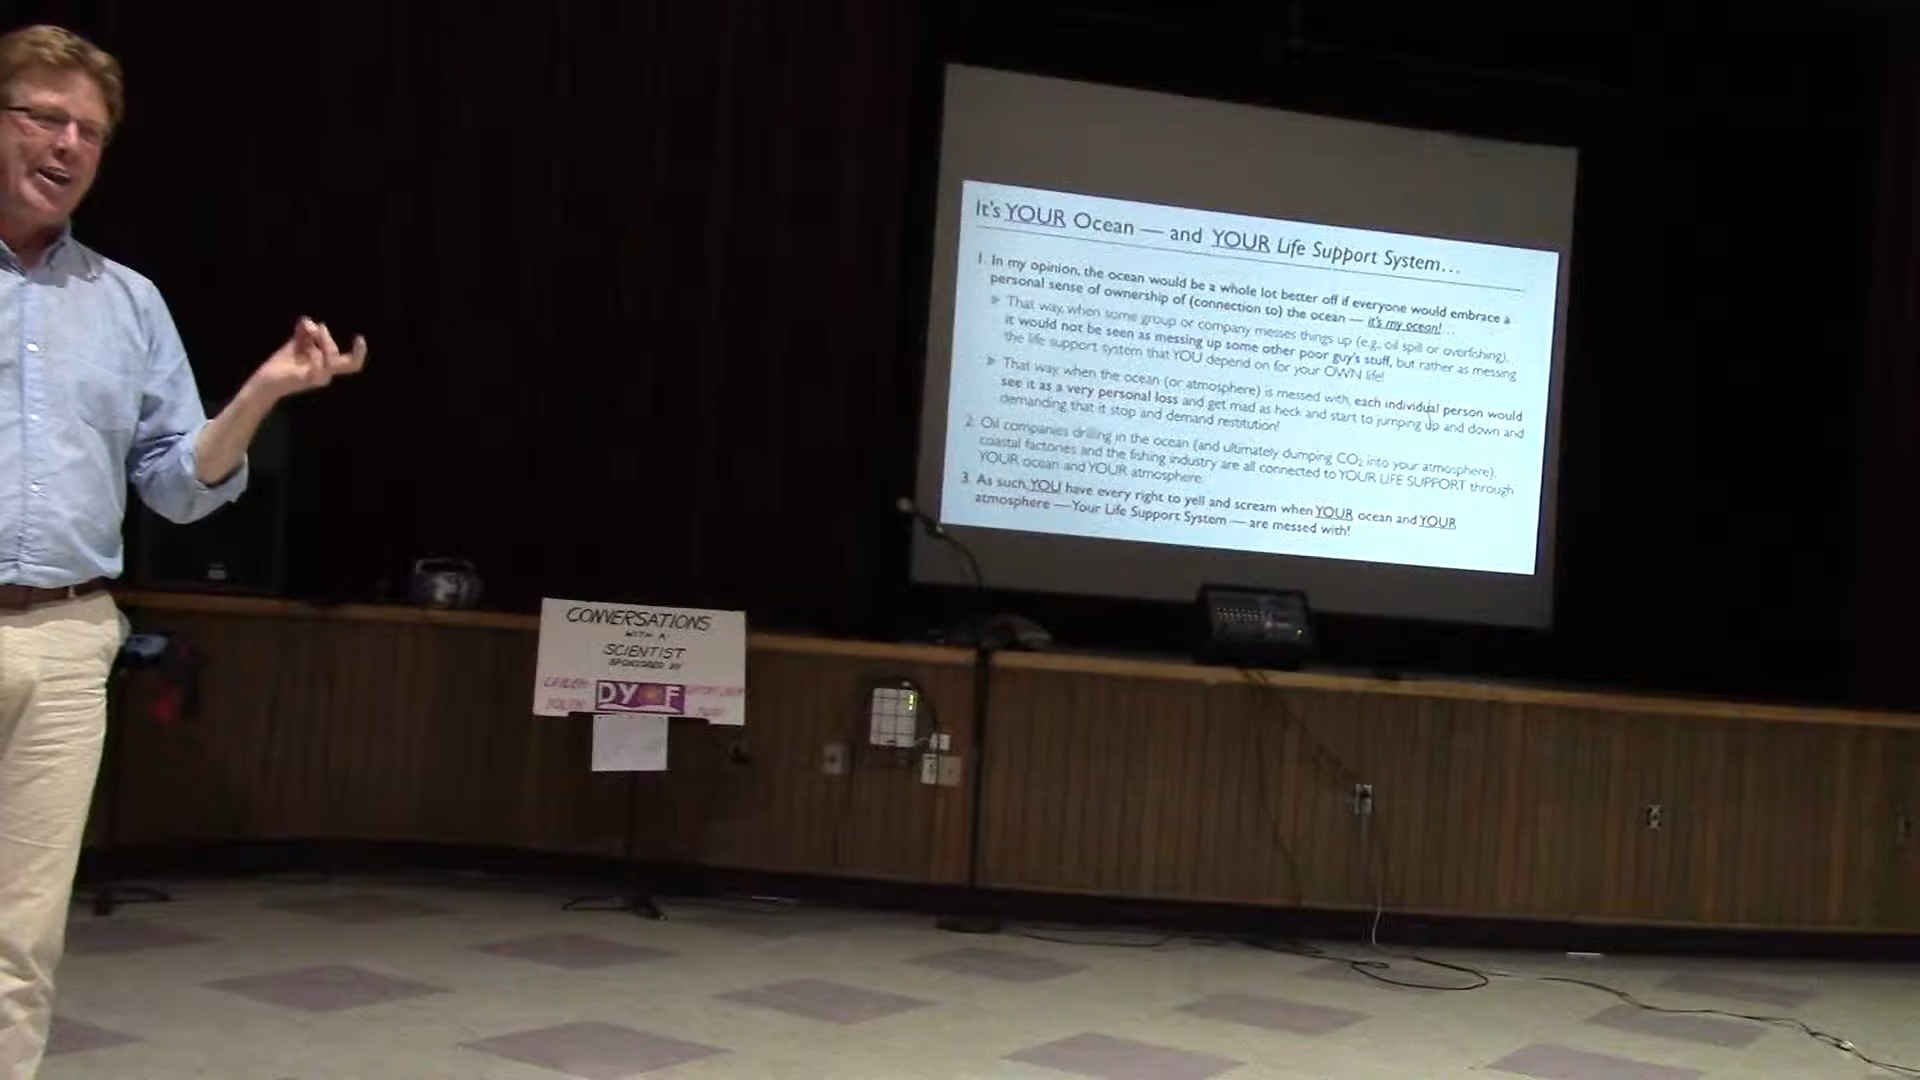 It's YOUR Ocean — and YOUR Life Support System…
1. In my opinion, the ocean would be a whole lot better off if everyone would embrace a
personal sense of ownership of (connection to) the ocean — it's my ocean!…
➤ That way, when some group or company messes things up (e.g., oil spill or overfishing),
it would not be seen as messing up some other poor guy's stuff, but rather as messing
the life support system that YOU depend on for your OWN life!
➤ That way, when the ocean (or atmosphere) is messed with, each individual person would
see it as a very personal loss and get mad as heck and start to jumping up and down and
demanding that it stop and demand restitution!
2. Oil companies drilling in the ocean (and ultimately dumping CO₂ into your atmosphere),
coastal factories and the fishing industry are all connected to YOUR LIFE SUPPORT through
YOUR ocean and YOUR atmosphere.
3. As such, YOU have every right to yell and scream when YOUR ocean and YOUR
atmosphere — Your Life Support System — are messed with!
CONVERSATIONS
WITH A
SCIENTIST
SPONSORED BY
DY F